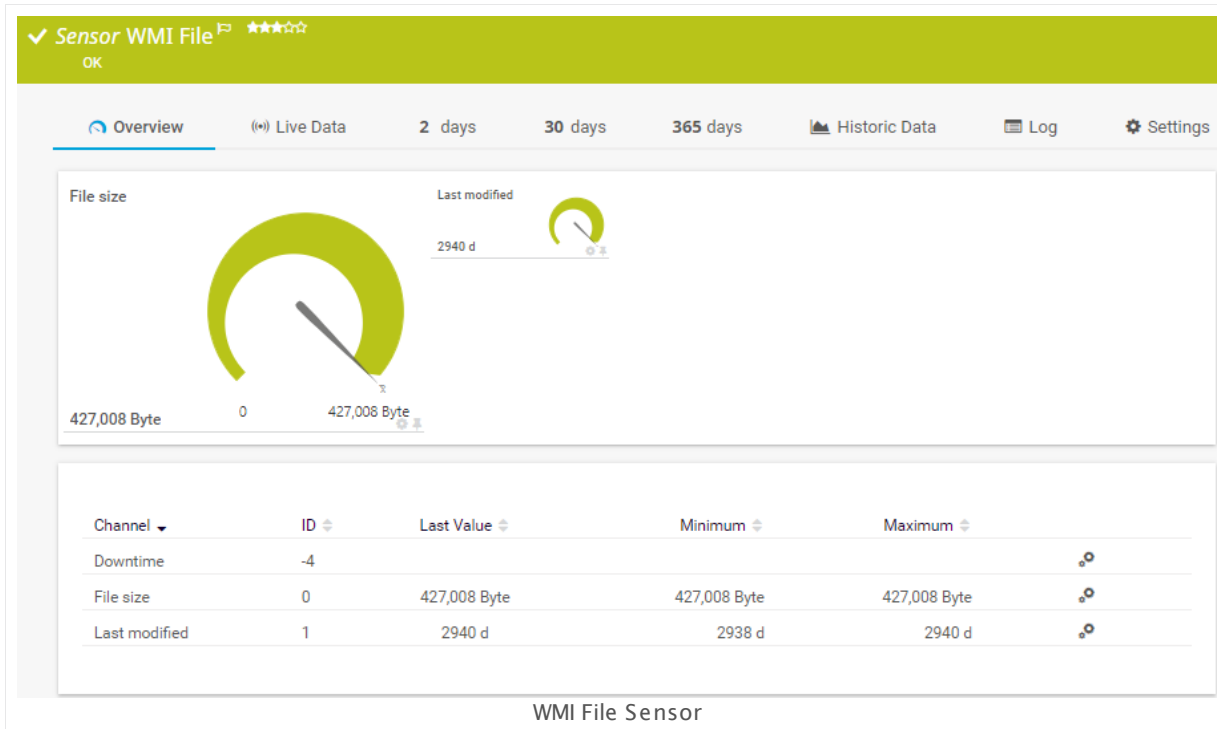 Sensor WMI File
OK
Overview Live Data 2 days 30 days 365 days Historic Data Log Settings
File size
427,008 Byte
0 427,008 Byte
Last modified
2940 d
Channel ID Last Value Minimum Maximum
Downtime -4
File size 0 427,008 Byte 427,008 Byte 427,008 Byte
Last modified 1 2940 d 2938 d 2940 d
WMI File Sensor